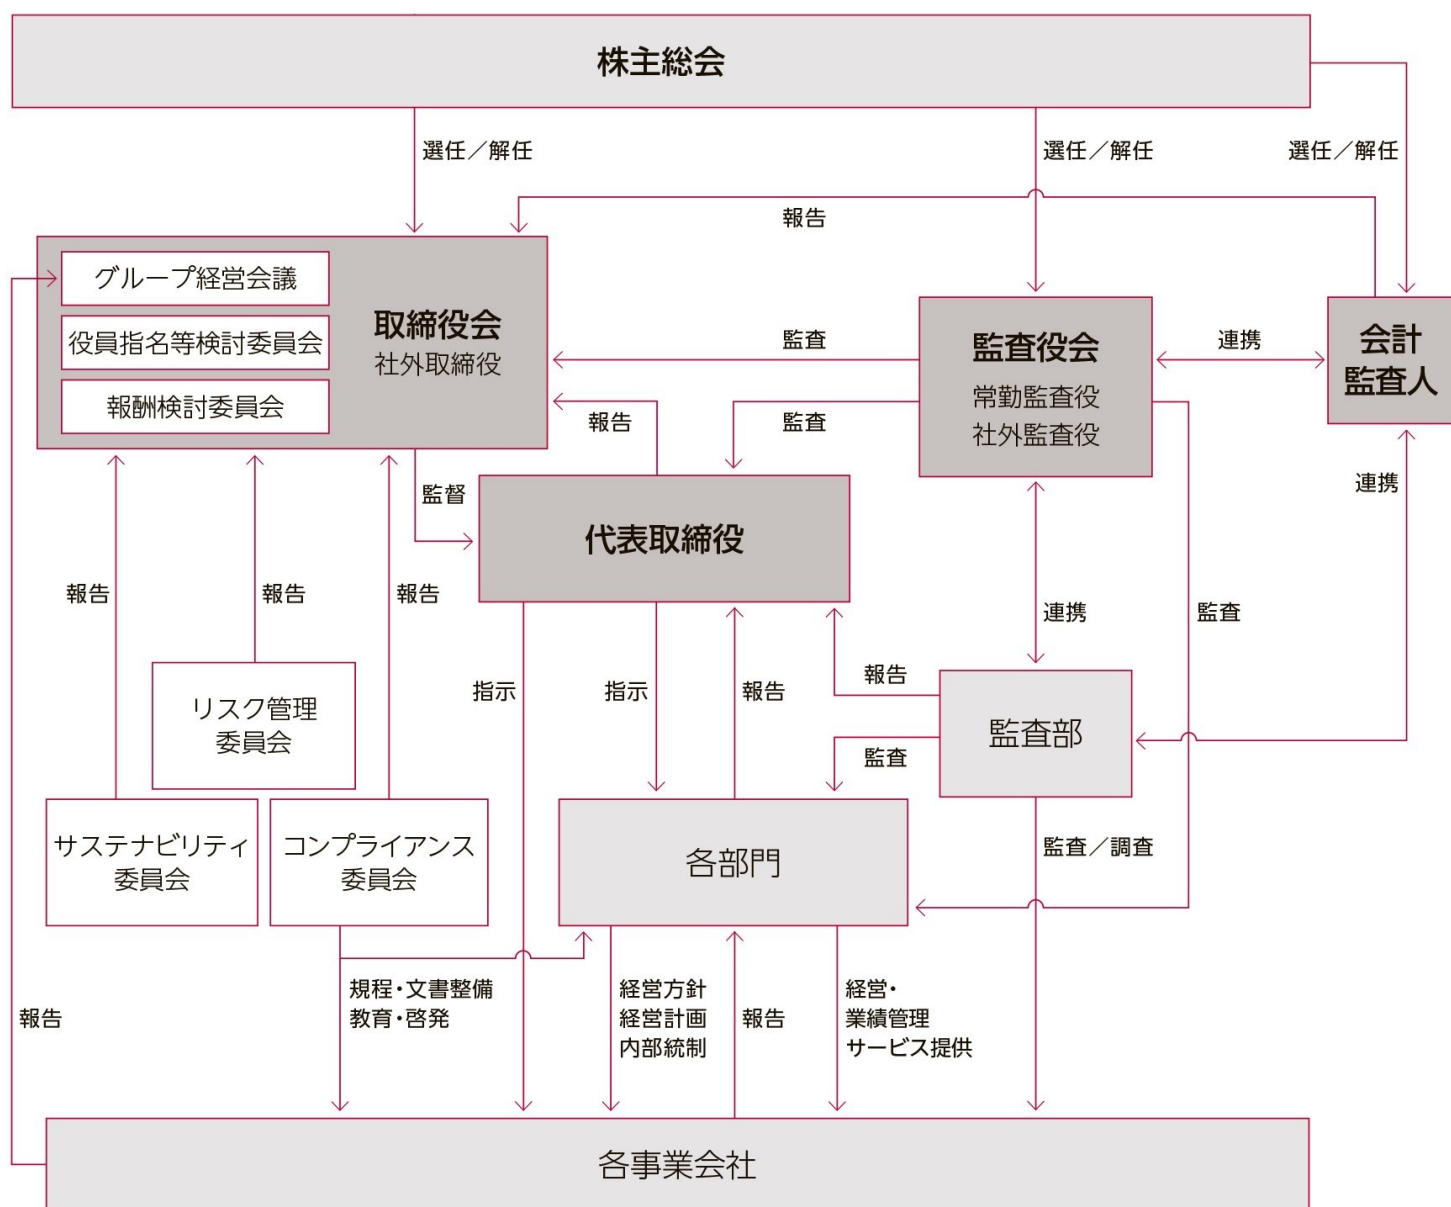 株主総会
選任／解任
選任／解任
選任／解任
報告
グループ経営会議
役員指名等検討委員会
報酬検討委員会
取締役会
社外取締役
監査
監査役会
常勤監査役
社外監査役
連携
会計
監査人
報告
監査
監督
代表取締役
連携
報告
報告
報告
連携
監査
指示
指示
報告
報告
リスク管理
委員会
監査部
監査
サステナビリティ
委員会
コンプライアンス
委員会
各部門
監査／調査
報告
規程・文書整備
教育・啓発
経営方針
経営計画
内部統制
報告
経営・
業績管理
サービス提供
各事業会社